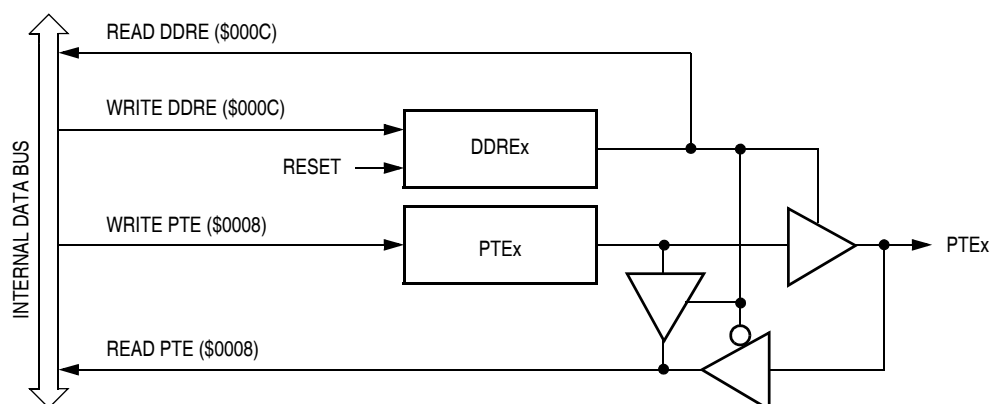 READ DDRE ($000C)
WRITE DDRE ($000C)
DDREx
RESET
INTERNAL DATA BUS
WRITE PTE ($0008)
PTEx
PTEx
READ PTE ($0008)